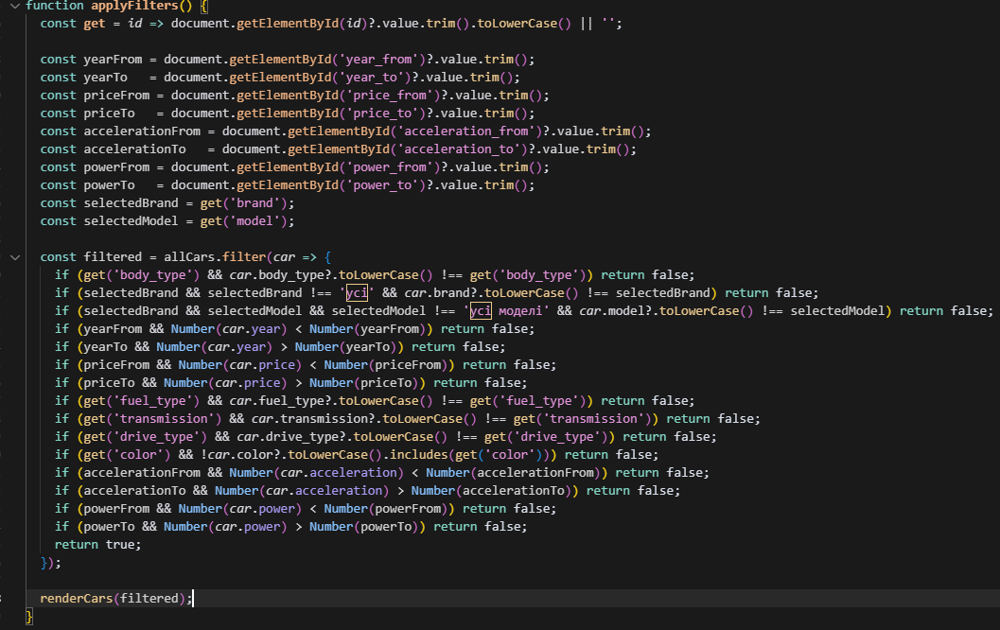 function applyFilters() {
  const get = id => document.getElementById(id)?.value.trim().toLowerCase() || '';

  const yearFrom = document.getElementById('year_from')?.value.trim();
  const yearTo   = document.getElementById('year_to')?.value.trim();
  const priceFrom = document.getElementById('price_from')?.value.trim();
  const priceTo   = document.getElementById('price_to')?.value.trim();
  const accelerationFrom = document.getElementById('acceleration_from')?.value.trim();
  const accelerationTo   = document.getElementById('acceleration_to')?.value.trim();
  const powerFrom = document.getElementById('power_from')?.value.trim();
  const powerTo   = document.getElementById('power_to')?.value.trim();
  const selectedBrand = get('brand');
  const selectedModel = get('model');

  const filtered = allCars.filter(car => {
    if (get('body_type') && car.body_type?.toLowerCase() !== get('body_type')) return false;
    if (selectedBrand && selectedBrand !== 'усі' && car.brand?.toLowerCase() !== selectedBrand) return false;
    if (selectedBrand && selectedModel && selectedModel !== 'усі моделі' && car.model?.toLowerCase() !== selectedModel) return false;
    if (yearFrom && Number(car.year) < Number(yearFrom)) return false;
    if (yearTo && Number(car.year) > Number(yearTo)) return false;
    if (priceFrom && Number(car.price) < Number(priceFrom)) return false;
    if (priceTo && Number(car.price) > Number(priceTo)) return false;
    if (get('fuel_type') && car.fuel_type?.toLowerCase() !== get('fuel_type')) return false;
    if (get('transmission') && car.transmission?.toLowerCase() !== get('transmission')) return false;
    if (get('drive_type') && car.drive_type?.toLowerCase() !== get('drive_type')) return false;
    if (get('color') && !car.color?.toLowerCase().includes(get('color'))) return false;
    if (accelerationFrom && Number(car.acceleration) < Number(accelerationFrom)) return false;
    if (accelerationTo && Number(car.acceleration) > Number(accelerationTo)) return false;
    if (powerFrom && Number(car.power) < Number(powerFrom)) return false;
    if (powerTo && Number(car.power) > Number(powerTo)) return false;
    return true;
  });

  renderCars(filtered);
}